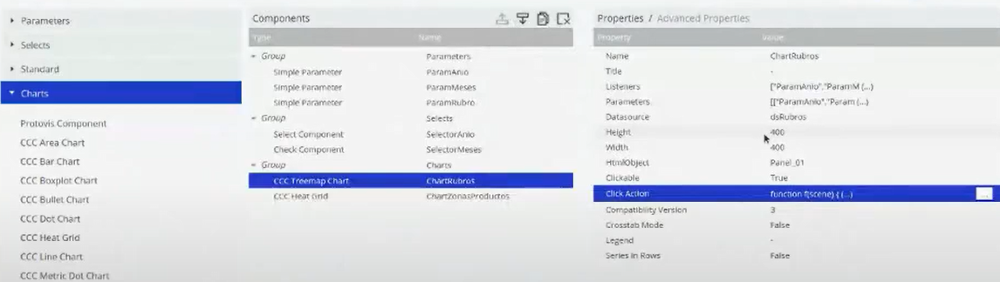 Parameters
Selects
Standard
Charts
Protovis Component
CCC Area Chart
CCC Bar Chart
CCC Boxplot Chart
CCC Bullet Chart
CCC Dot Chart
CCC Heat Grid
CCC Line Chart
CCC Metric Dot Chart
Components
Type Name
Group Parameters
Simple Parameter ParamAnio
Simple Parameter ParamMeses
Simple Parameter ParamRubro
Group Selects
Select Component SelectorAnio
Check Component SelectorMeses
Group Charts
CCC Treemap Chart ChartRubros
CCC Heat Grid ChartZonasProductos
Properties / Advanced Properties
Property Value
Name ChartRubros
Title -
Listeners ["ParamAnio","ParamM (...)
Parameters [["ParamAnio","Param (...)
Datasource dsRubros
Height 400
Width 400
HtmlObject Panel_01
Clickable True
Click Action function f(scene) { (...) ...
Compatibility Version 3
Crosstab Mode False
Legend -
Series in Rows False